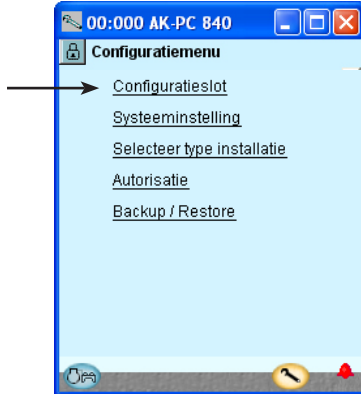 00:000 AK-PC 840
Configuratiemenu
Configuratieslot
Systeeminstelling
Selecteer type installatie
Autorisatie
Backup / Restore